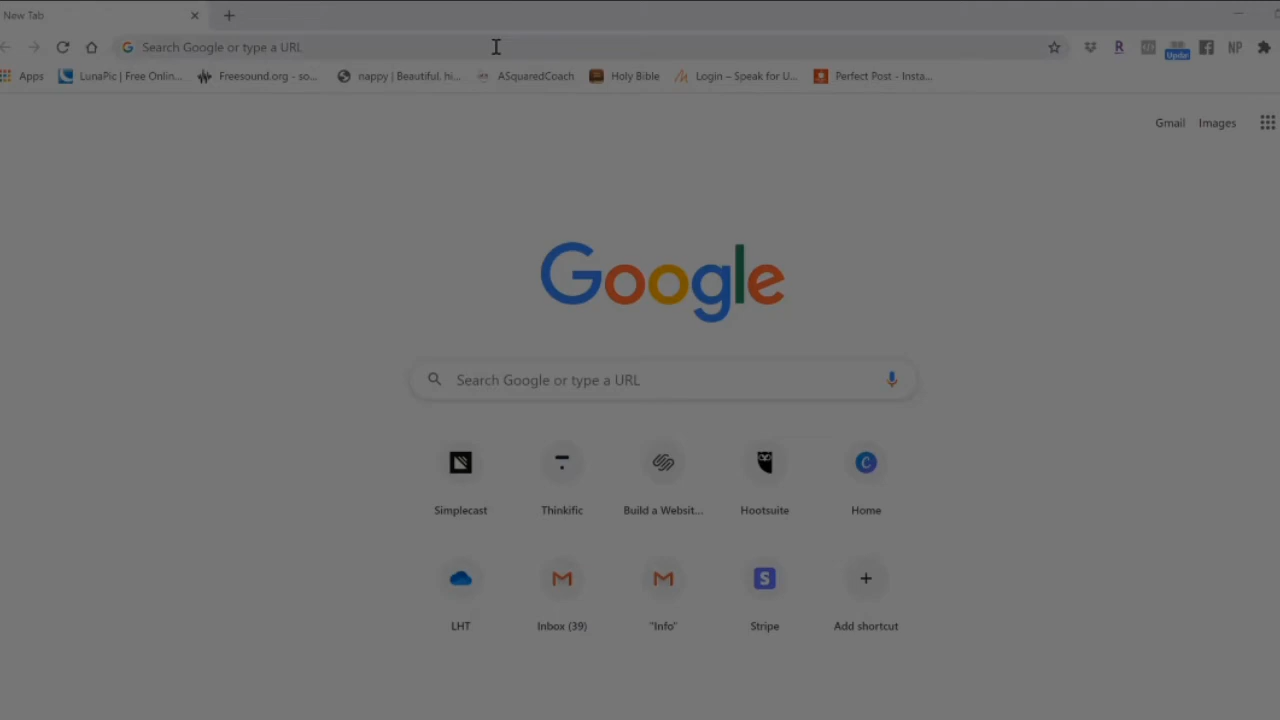 New Tab
Search Google or type a URL
Updat
NP
Apps
LunaPic | Free Onlin...
Freesound.org - so...
nappy | Beautiful, hi...
ASquaredCoach
Holy Bible
Login – Speak for U...
Perfect Post - Insta...
Gmail
Images
Google
Search Google or type a URL
Simplecast
Thinkific
Build a Websit...
Hootsuite
Home
LHT
Inbox (39)
"Info"
Stripe
Add shortcut